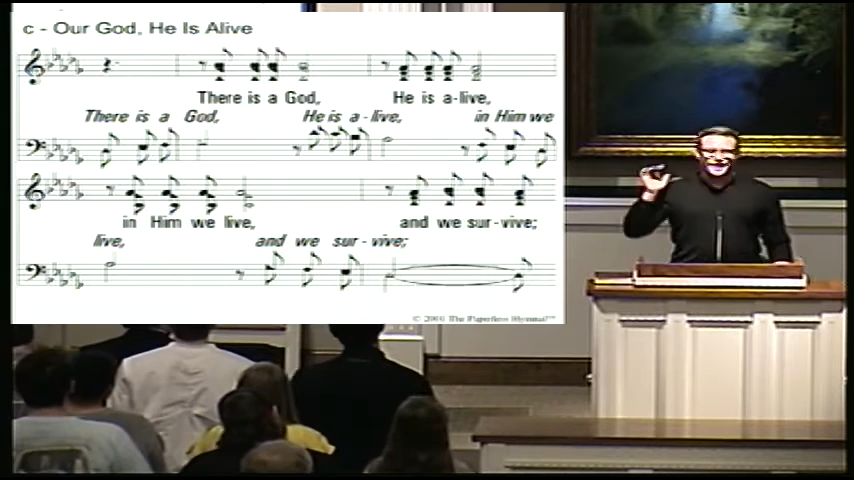 c - Our God, He Is Alive
There is a God, He is a-live,
There is a God, He is a-live, in Him we
in Him we live, and we sur-vive;
live, and we sur-vive;
© 2001 The Paperless Hymnal™